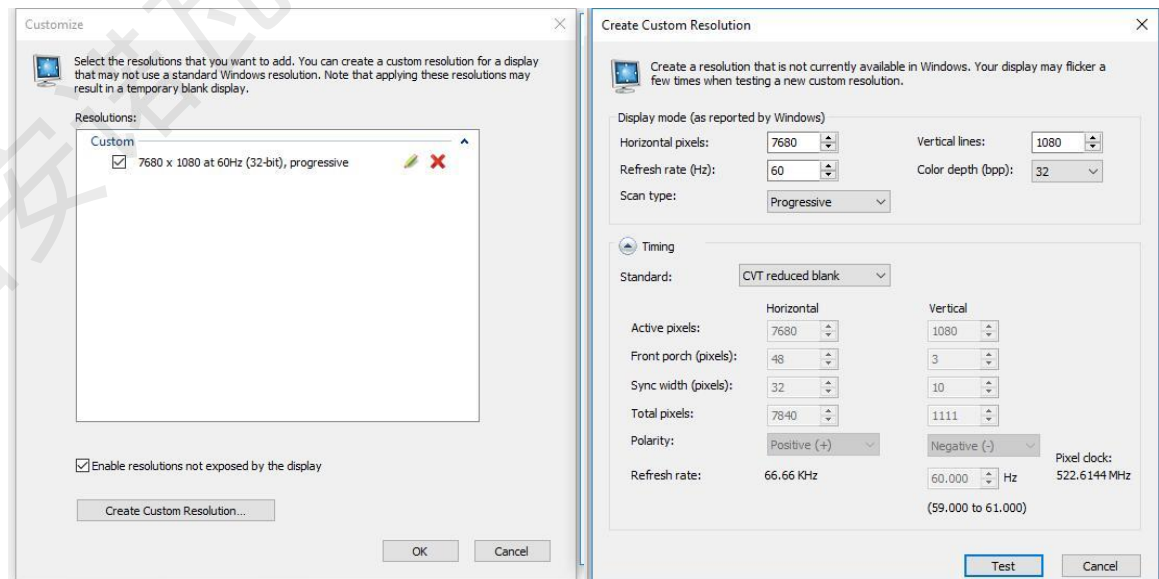 Customize
Select the resolutions that you want to add. You can create a custom resolution for a display
that may not use a standard Windows resolution. Note that applying these resolutions may
result in a temporary blank display.
Resolutions:
Custom
7680 x 1080 at 60Hz (32-bit), progressive
Enable resolutions not exposed by the display
Create Custom Resolution...
OK Cancel
Create Custom Resolution
Create a resolution that is not currently available in Windows. Your display may flicker a
few times when testing a new custom resolution.
Display mode (as reported by Windows)
Horizontal pixels: 7680 Vertical lines: 1080
Refresh rate (Hz): 60 Color depth (bpp): 32
Scan type: Progressive
Timing
Standard: CVT reduced blank
Horizontal Vertical
Active pixels: 7680 1080
Front porch (pixels): 48 3
Sync width (pixels): 32 10
Total pixels: 7840 1111
Polarity: Positive (+) Negative (-)
Pixel clock:
Refresh rate: 66.66 KHz 60.000 Hz 522.6144 MHz
(59.000 to 61.000)
Test Cancel
安诺